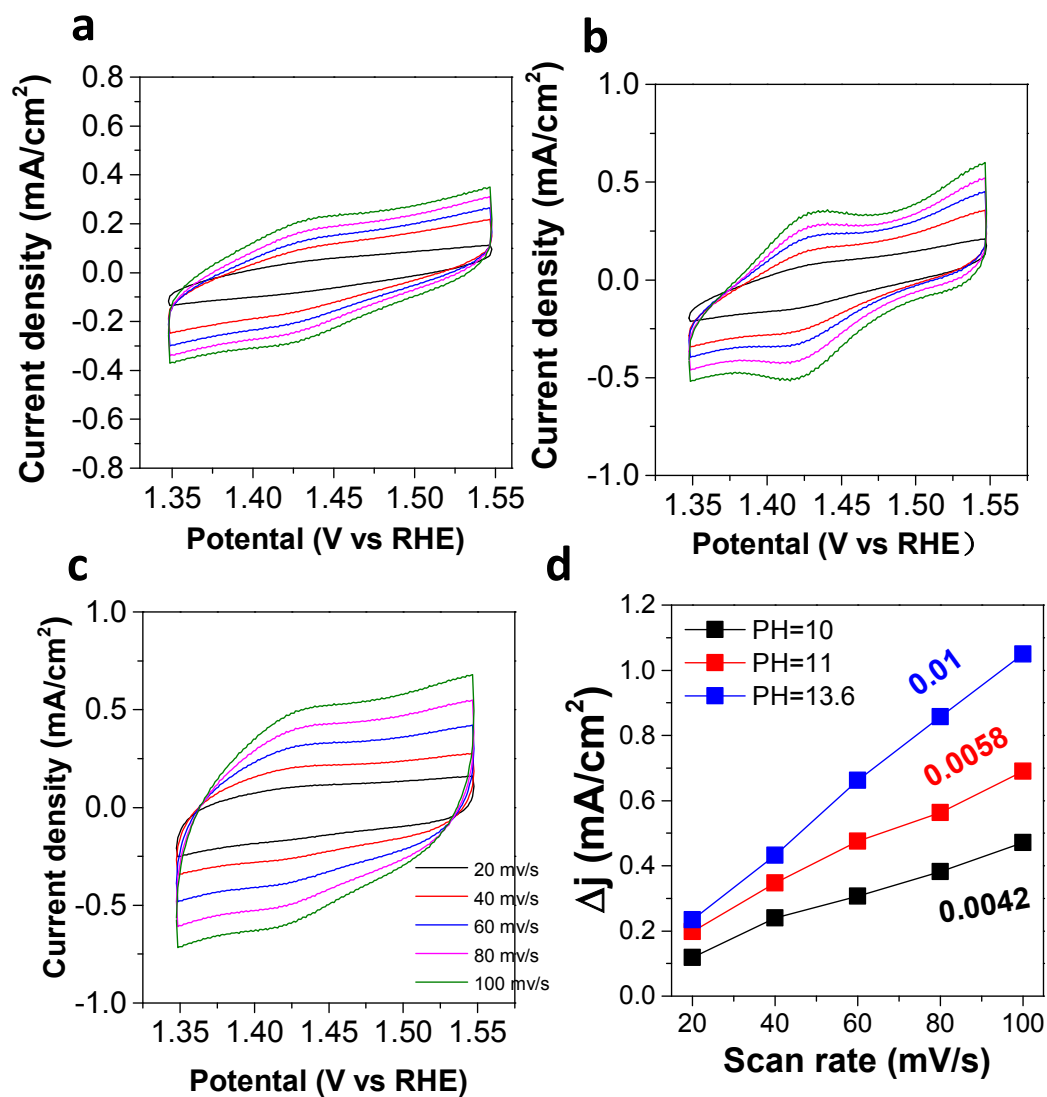 a
Current density (mA/cm²)
0.8
0.6
0.4
0.2
0.0
-0.2
-0.4
-0.6
-0.8
1.35 1.40 1.45 1.50 1.55
Potental (V vs RHE)
b
Current density (mA/cm²)
1.0
0.5
0.0
-0.5
-1.0
1.35 1.40 1.45 1.50 1.55
Potental (V vs RHE）
c
Current density (mA/cm²)
1.0
0.5
0.0
-0.5
-1.0
20 mv/s
40 mv/s
60 mv/s
80 mv/s
100 mv/s
1.35 1.40 1.45 1.50 1.55
Potental (V vs RHE)
d
Δj (mA/cm²)
1.2
1.0
0.8
0.6
0.4
0.2
0.0
PH=10
PH=11
PH=13.6
0.01
0.0058
0.0042
20 40 60 80 100
Scan rate (mV/s)